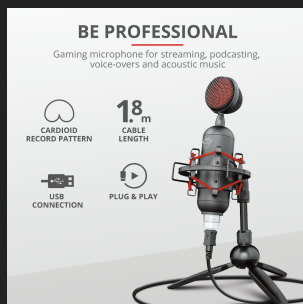 BE PROFESSIONAL
Gaming microphone for streaming, podcasting,
voice-overs and acoustic music
CARDIOID
RECORD PATTERN
1.8m
CABLE
LENGTH
USB
CONNECTION
PLUG & PLAY